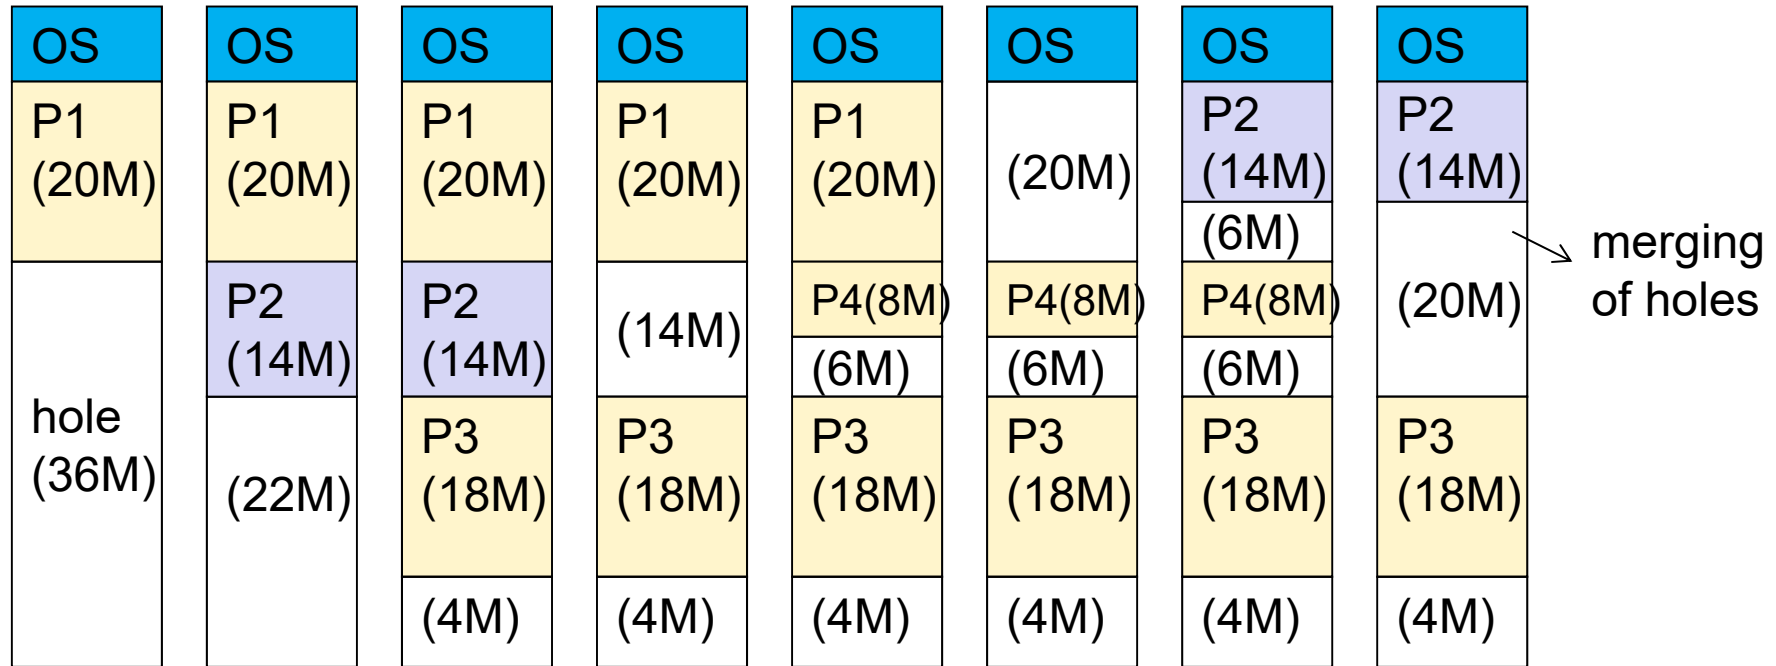 OS
P1
(20M)
hole
(36M)
OS
P1
(20M)
P2
(14M)
(22M)
OS
P1
(20M)
P2
(14M)
P3
(18M)
(4M)
OS
P1
(20M)
(14M)
P3
(18M)
(4M)
OS
P1
(20M)
P4(8M)
(6M)
P3
(18M)
(4M)
OS
(20M)
P4(8M)
(6M)
P3
(18M)
(4M)
OS
P2
(14M)
(6M)
P4(8M)
(6M)
P3
(18M)
(4M)
OS
P2
(14M)
(20M)
P3
(18M)
(4M)
merging
of holes